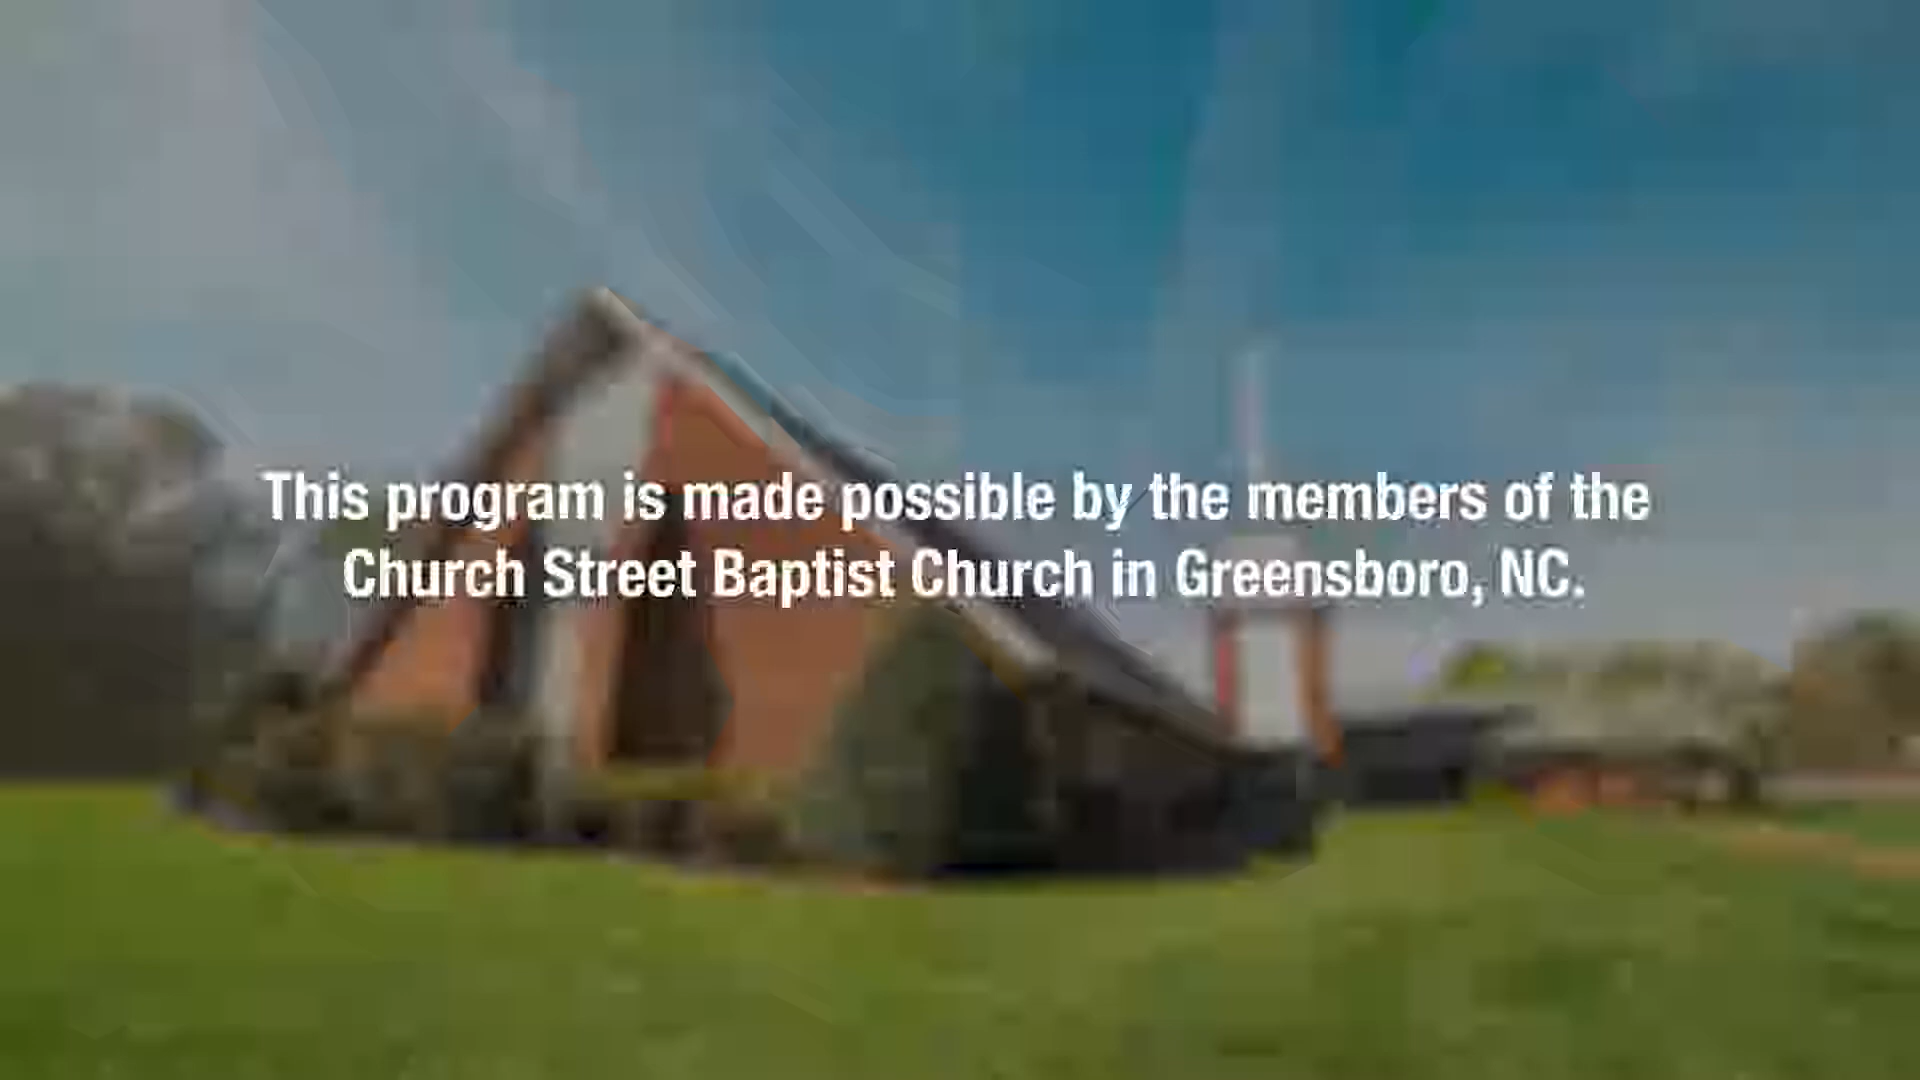 This program is made possible by the members of the
Church Street Baptist Church in Greensboro, NC.